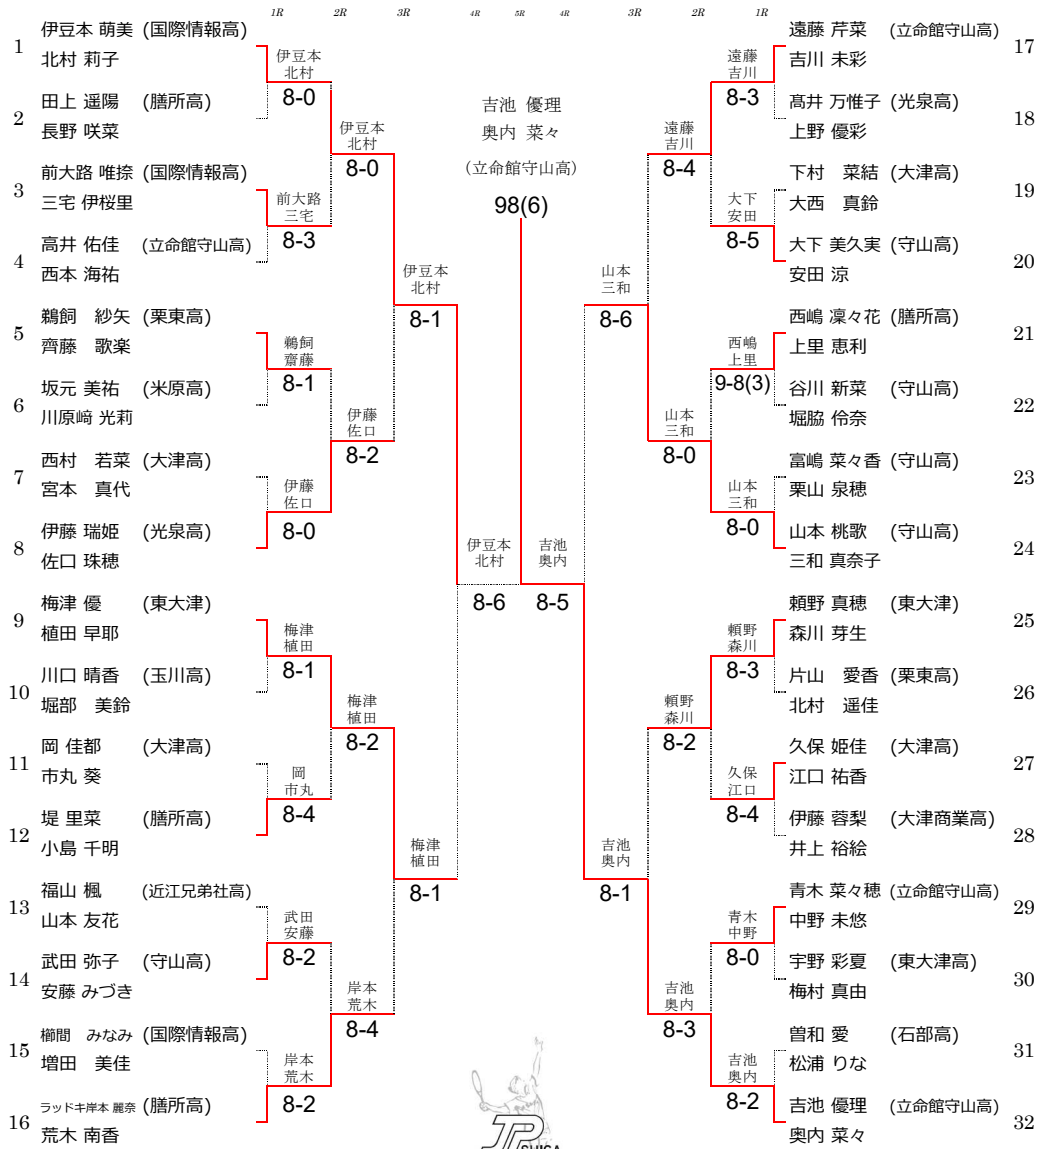 1R 2R 3R 4R 5R 4R 3R 2R 1R
1 伊豆本 萌美 (国際情報高)
北村 莉子
2 田上 遥陽 (膳所高)
長野 咲菜
3 前大路 唯捺 (国際情報高)
三宅 伊桜里
4 高井 佑佳 (立命館守山高)
西本 海祐
5 鵜飼 紗矢 (栗東高)
齊藤 歌楽
6 坂元 美祐 (米原高)
川原﨑 光莉
7 西村 若菜 (大津高)
宮本 真代
8 伊藤 瑞姫 (光泉高)
佐口 珠穂
9 梅津 優 (東大津)
植田 早耶
10 川口 晴香 (玉川高)
堀部 美鈴
11 岡 佳都 (大津高)
市丸 葵
12 堤 里菜 (膳所高)
小島 千明
13 福山 楓 (近江兄弟社高)
山本 友花
14 武田 弥子 (守山高)
安藤 みづき
15 櫛間 みなみ (国際情報高)
増田 美佳
16 ラッドキ岸本 麗奈 (膳所高)
荒木 南香
伊豆本
北村
8-0
前大路
三宅
8-3
鵜飼
齋藤
8-1
伊藤
佐口
8-0
梅津
植田
8-1
岡
市丸
8-4
武田
安藤
8-2
岸本
荒木
8-2
伊豆本
北村
8-0
伊藤
佐口
8-2
梅津
植田
8-2
岸本
荒木
8-4
伊豆本
北村
8-1
梅津
植田
8-1
伊豆本
北村
8-6
吉池 優理
奥内 菜々
(立命館守山高)
98(6)
吉池
奥内
8-5
山本
三和
8-6
吉池
奥内
8-1
遠藤
吉川
8-4
山本
三和
8-0
頼野
森川
8-2
吉池
奥内
8-3
遠藤
吉川
8-3
大下
安田
8-5
西嶋
上里
9-8(3)
山本
三和
8-0
頼野
森川
8-3
久保
江口
8-4
青木
中野
8-0
吉池
奥内
8-2
遠藤 芹菜 (立命館守山高) 17
吉川 未彩
髙井 万惟子 (光泉高) 18
上野 優彩
下村 菜結 (大津高) 19
大西 真鈴
大下 美久実 (守山高) 20
安田 涼
西嶋 凜々花 (膳所高) 21
上里 恵利
谷川 新菜 (守山高) 22
堀脇 伶奈
富嶋 菜々香 (守山高) 23
栗山 泉穂
山本 桃歌 (守山高) 24
三和 真奈子
頼野 真穂 (東大津) 25
森川 芽生
片山 愛香 (栗東高) 26
北村 遥佳
久保 姫佳 (大津高) 27
江口 祐香
伊藤 蓉梨 (大津商業高) 28
井上 裕絵
青木 菜々穂 (立命館守山高) 29
中野 未悠
宇野 彩夏 (東大津高) 30
梅村 真由
曽和 愛 (石部高) 31
松浦 りな
吉池 優理 (立命館守山高) 32
奥内 菜々